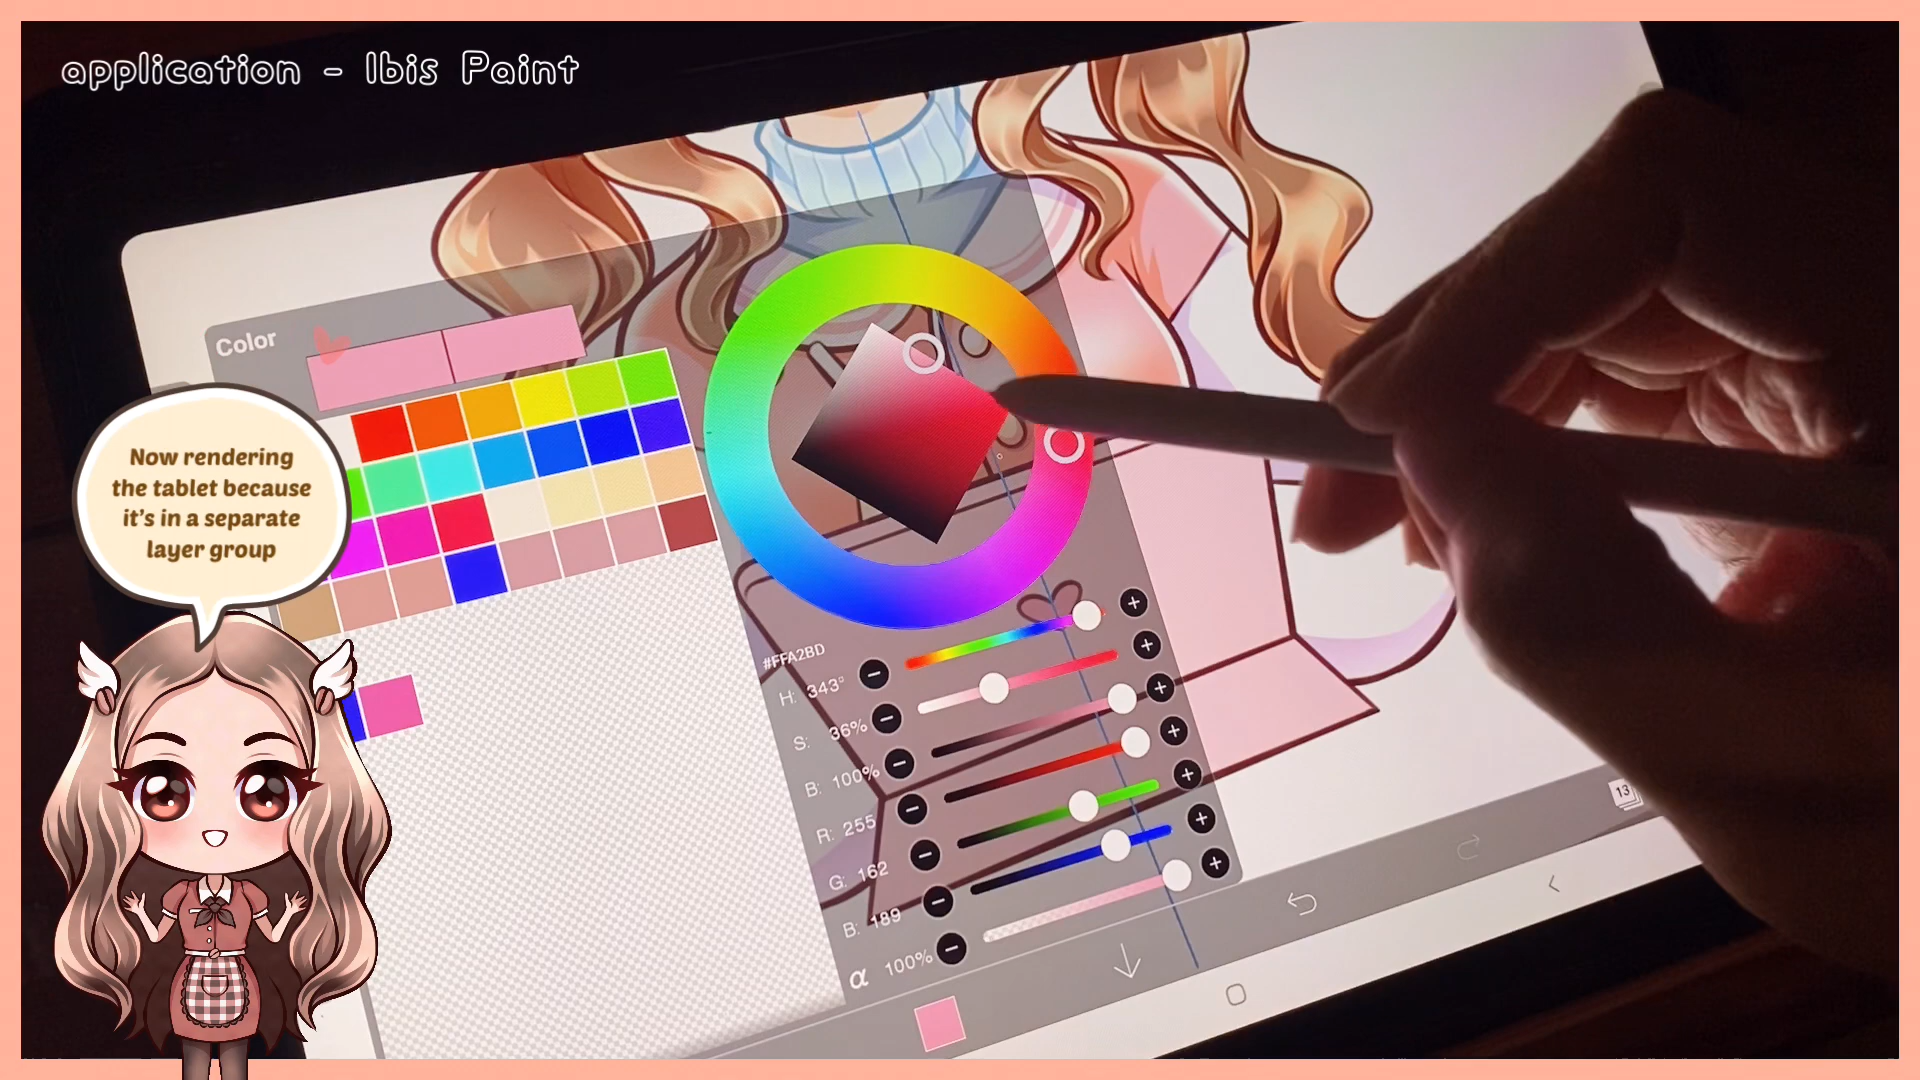 application - Ibis Paint
Color
Now rendering
the tablet because
it's in a separate
layer group
#FFA2BD
H: 343°
S: 36%
B: 100%
R: 255
G: 162
B: 189
α 100%
13